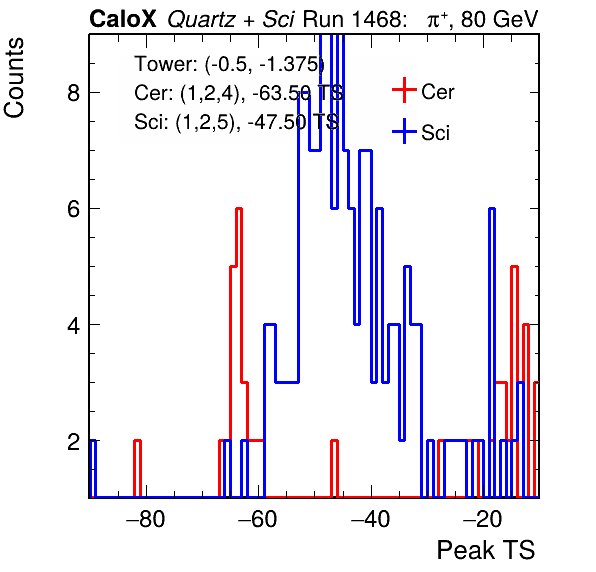 CaloX Quartz + Sci Run 1468: π⁺, 80 GeV
Counts
Tower: (-0.5, -1.375)
Cer: (1,2,4), -63.50 TS
Sci: (1,2,5), -47.50 TS
Cer
Sci
8
6
4
2
−80 −60 −40 −20
Peak TS